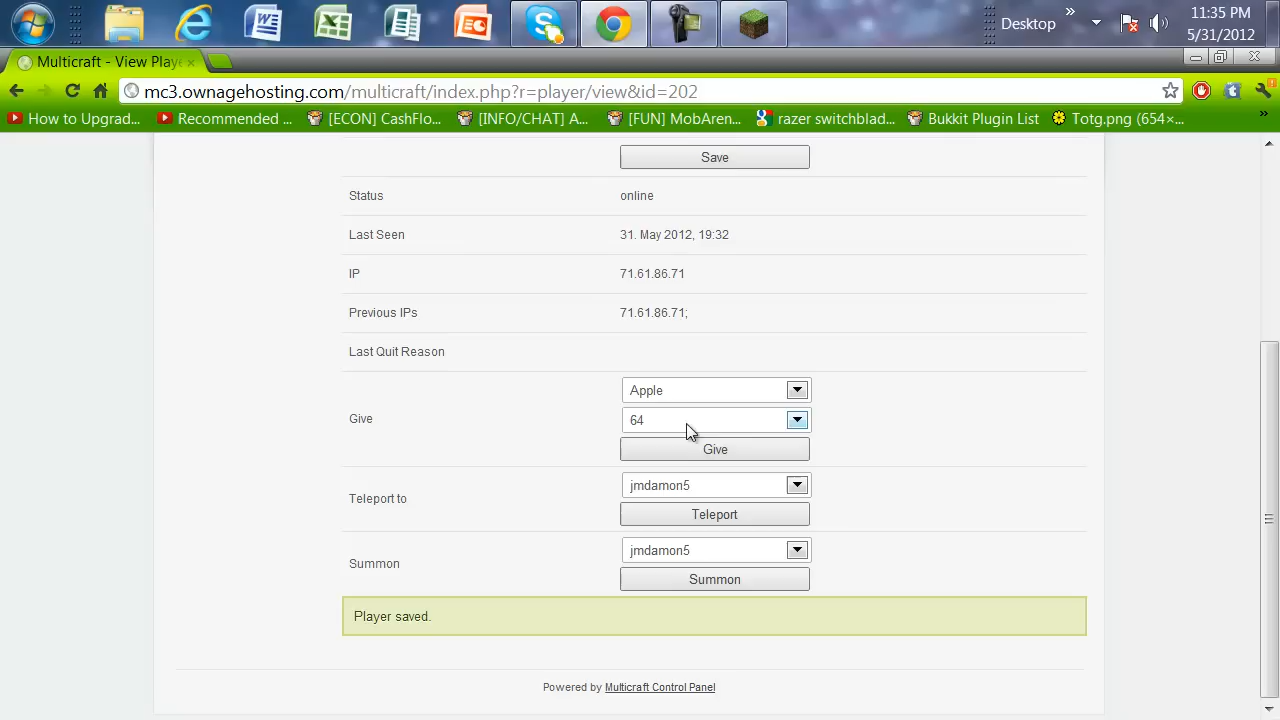 Desktop
»
11:35 PM
5/31/2012
Multicraft - View Playe
mc3.ownagehosting.com/multicraft/index.php?r=player/view&id=202
How to Upgrad... Recommended ... [ECON] CashFlo... [INFO/CHAT] A... [FUN] MobAren... razer switchblad... Bukkit Plugin List Totg.png (654×... »
Save
Status online
Last Seen 31. May 2012, 19:32
IP 71.61.86.71
Previous IPs 71.61.86.71;
Last Quit Reason
Apple
Give 64
Give
jmdamon5
Teleport to
Teleport
jmdamon5
Summon
Summon
Player saved.
Powered by Multicraft Control Panel